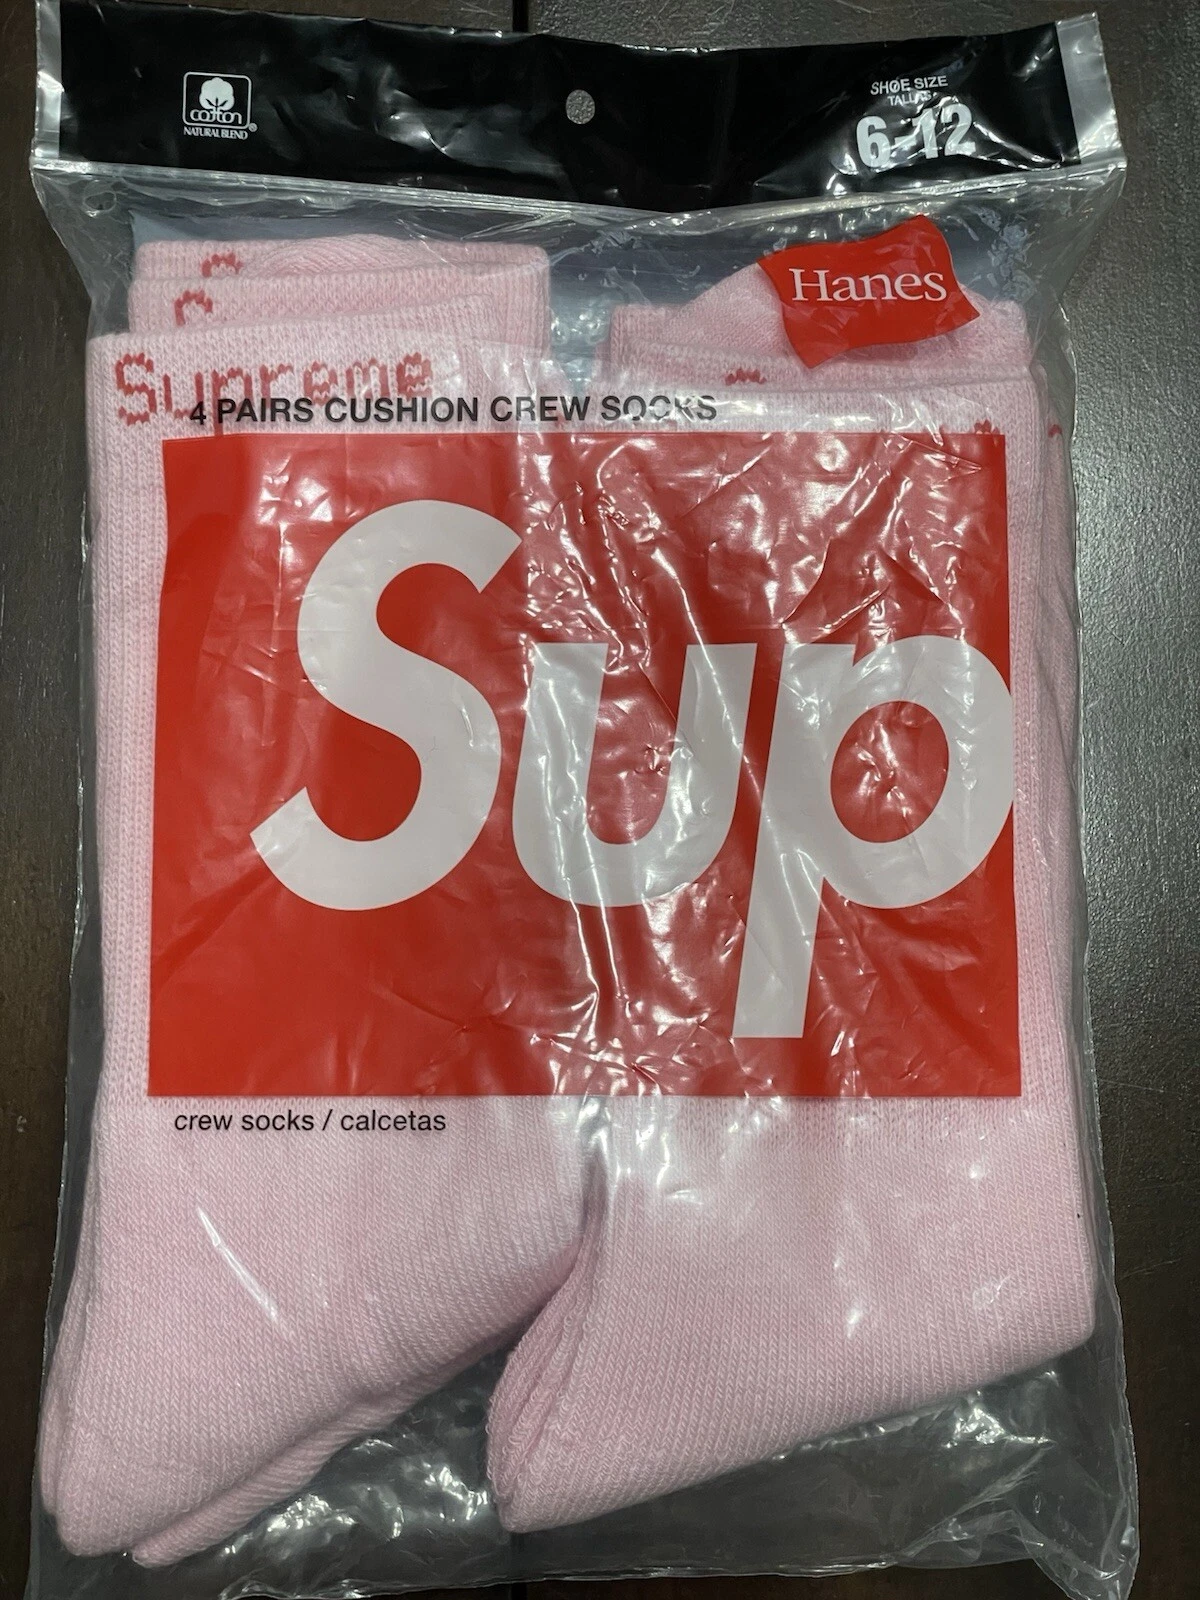 cotton
NATURAL BLEND
SHOE SIZE
6-12
Hanes
S
Supreme
4 PAIRS CUSHION CREW SOCKS
Sup
crew socks / calcetas